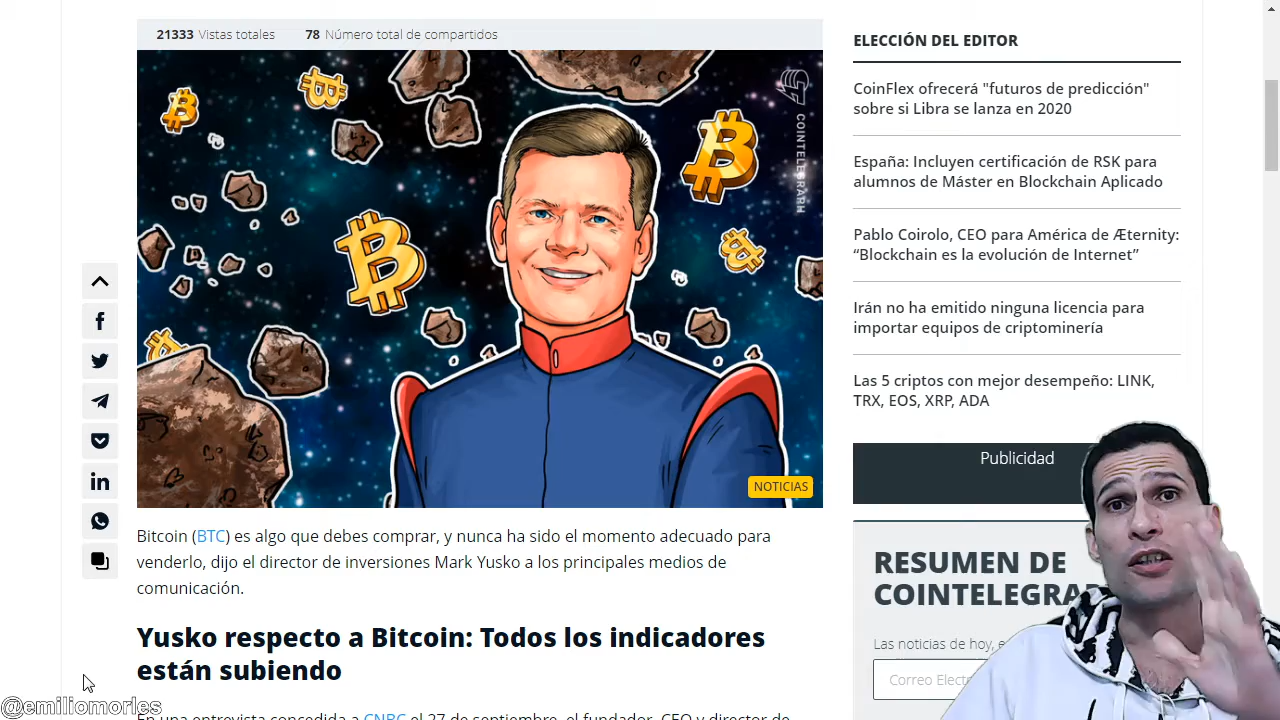 21333 Vistas totales 78 Número total de compartidos
COINTELEGRAPH
NOTICIAS
Bitcoin (BTC) es algo que debes comprar, y nunca ha sido el momento adecuado para
venderlo, dijo el director de inversiones Mark Yusko a los principales medios de
comunicación.
Yusko respecto a Bitcoin: Todos los indicadores
están subiendo
En una entrevista concedida a CNBC el 27 de septiembre, el fundador, CEO y director de
@emiliomorles
ELECCIÓN DEL EDITOR
CoinFlex ofrecerá "futuros de predicción"
sobre si Libra se lanza en 2020
España: Incluyen certificación de RSK para
alumnos de Máster en Blockchain Aplicado
Pablo Coirolo, CEO para América de Æternity:
“Blockchain es la evolución de Internet”
Irán no ha emitido ninguna licencia para
importar equipos de criptominería
Las 5 criptos con mejor desempeño: LINK,
TRX, EOS, XRP, ADA
Publicidad
RESUMEN DE
COINTELEGRA
Las noticias de hoy, e
Correo Elect